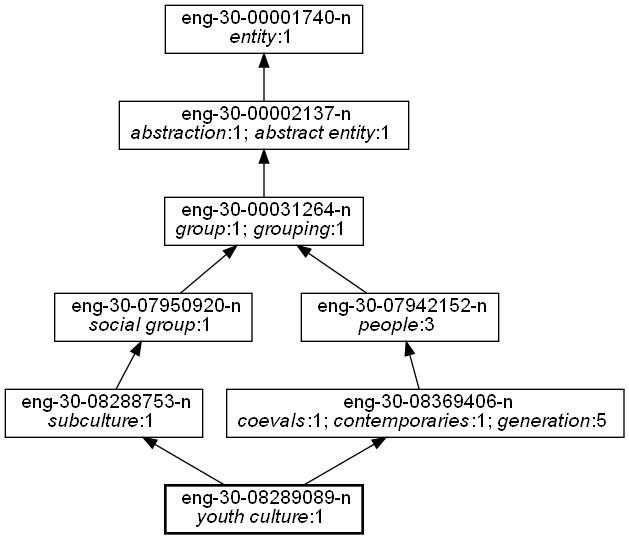 eng-30-00001740-n
entity:1
eng-30-00002137-n
abstraction:1; abstract entity:1
eng-30-00031264-n
group:1; grouping:1
eng-30-07950920-n
social group:1
eng-30-07942152-n
people:3
eng-30-08288753-n
subculture:1
eng-30-08369406-n
coevals:1; contemporaries:1; generation:5
eng-30-08289089-n
youth culture:1